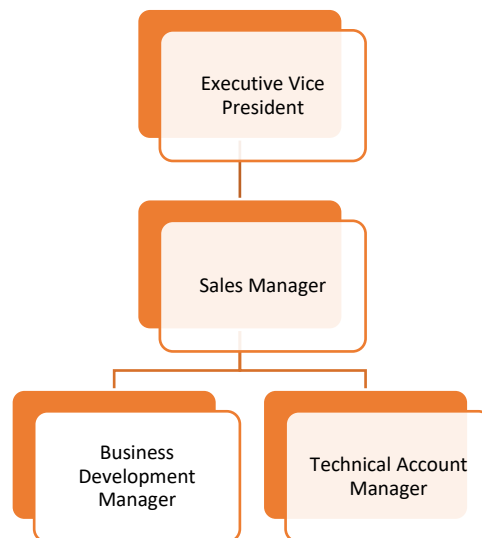 Executive Vice
President
Sales Manager
Business
Development
Manager
Technical Account
Manager